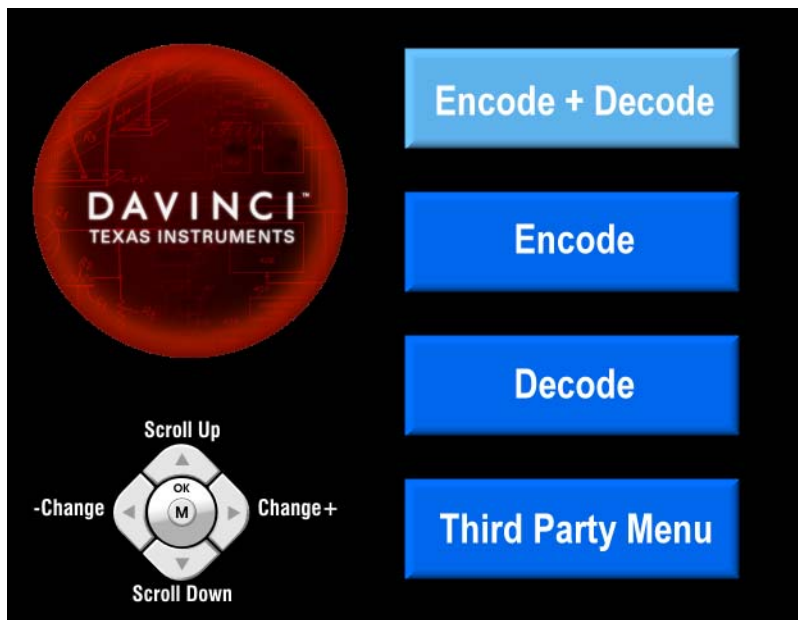 DAVINCI™
TEXAS INSTRUMENTS
Encode + Decode
Encode
Decode
Third Party Menu
Scroll Up
-Change
OK
M
Change+
Scroll Down